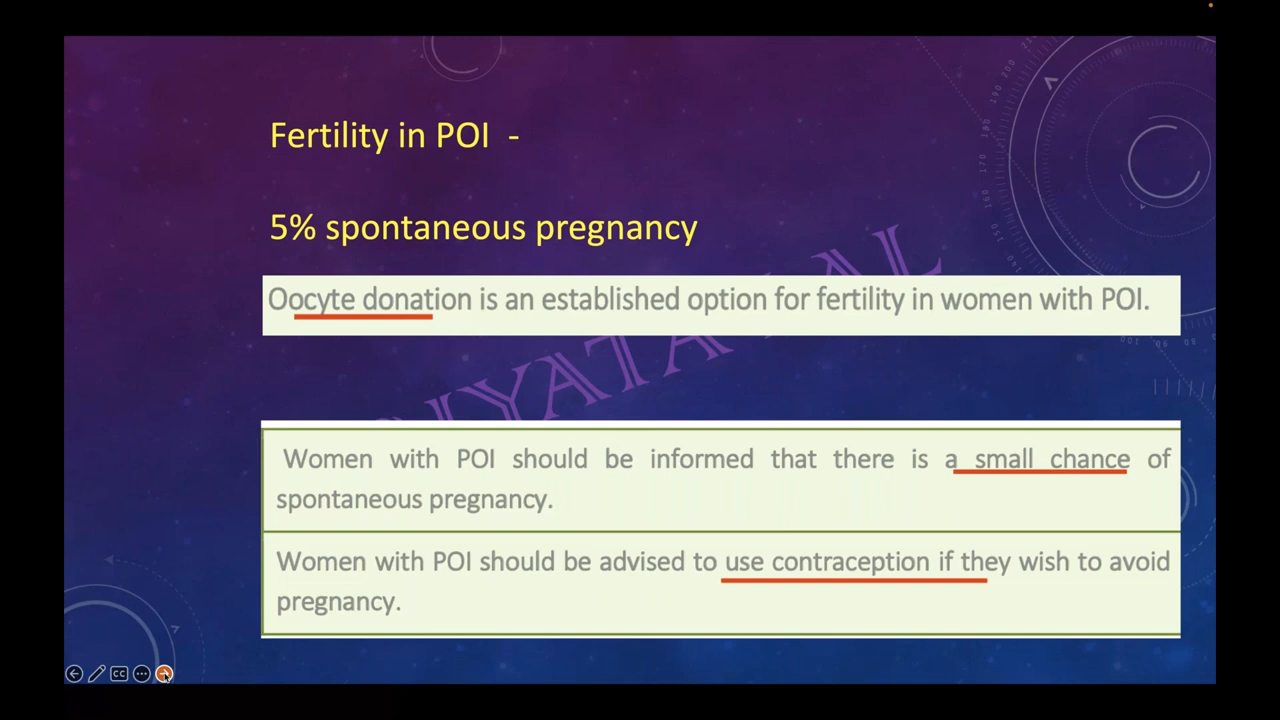 Fertility in POI -
5% spontaneous pregnancy
Oocyte donation is an established option for fertility in women with POI.
Women with POI should be informed that there is a small chance of
spontaneous pregnancy.
Women with POI should be advised to use contraception if they wish to avoid
pregnancy.
CC